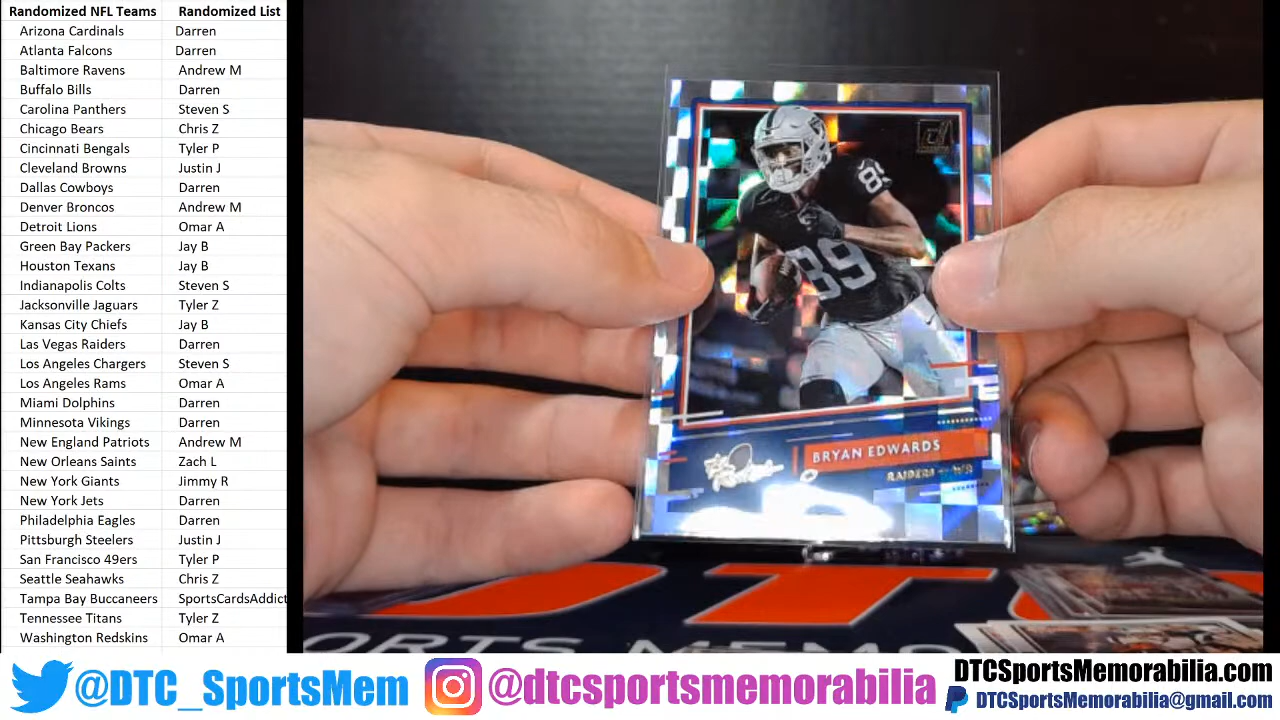 Randomized NFL Teams Randomized List
Arizona Cardinals Darren
Atlanta Falcons Darren
Baltimore Ravens Andrew M
Buffalo Bills Darren
Carolina Panthers Steven S
Chicago Bears Chris Z
Cincinnati Bengals Tyler P
Cleveland Browns Justin J
Dallas Cowboys Darren
Denver Broncos Andrew M
Detroit Lions Omar A
Green Bay Packers Jay B
Houston Texans Jay B
Indianapolis Colts Steven S
Jacksonville Jaguars Tyler Z
Kansas City Chiefs Jay B
Las Vegas Raiders Darren
Los Angeles Chargers Steven S
Los Angeles Rams Omar A
Miami Dolphins Darren
Minnesota Vikings Darren
New England Patriots Andrew M
New Orleans Saints Zach L
New York Giants Jimmy R
New York Jets Darren
Philadelphia Eagles Darren
Pittsburgh Steelers Justin J
San Francisco 49ers Tyler P
Seattle Seahawks Chris Z
Tampa Bay Buccaneers SportsCardsAddict
Tennessee Titans Tyler Z
Washington Redskins Omar A
89
89
BRYAN EDWARDS
RAIDERS WR
DTC
ORTS MEMO
@DTC_SportsMem
@dtcsportsmemorabilia
DTCSportsMemorabilia.com
DTCSportsMemorabilia@gmail.com